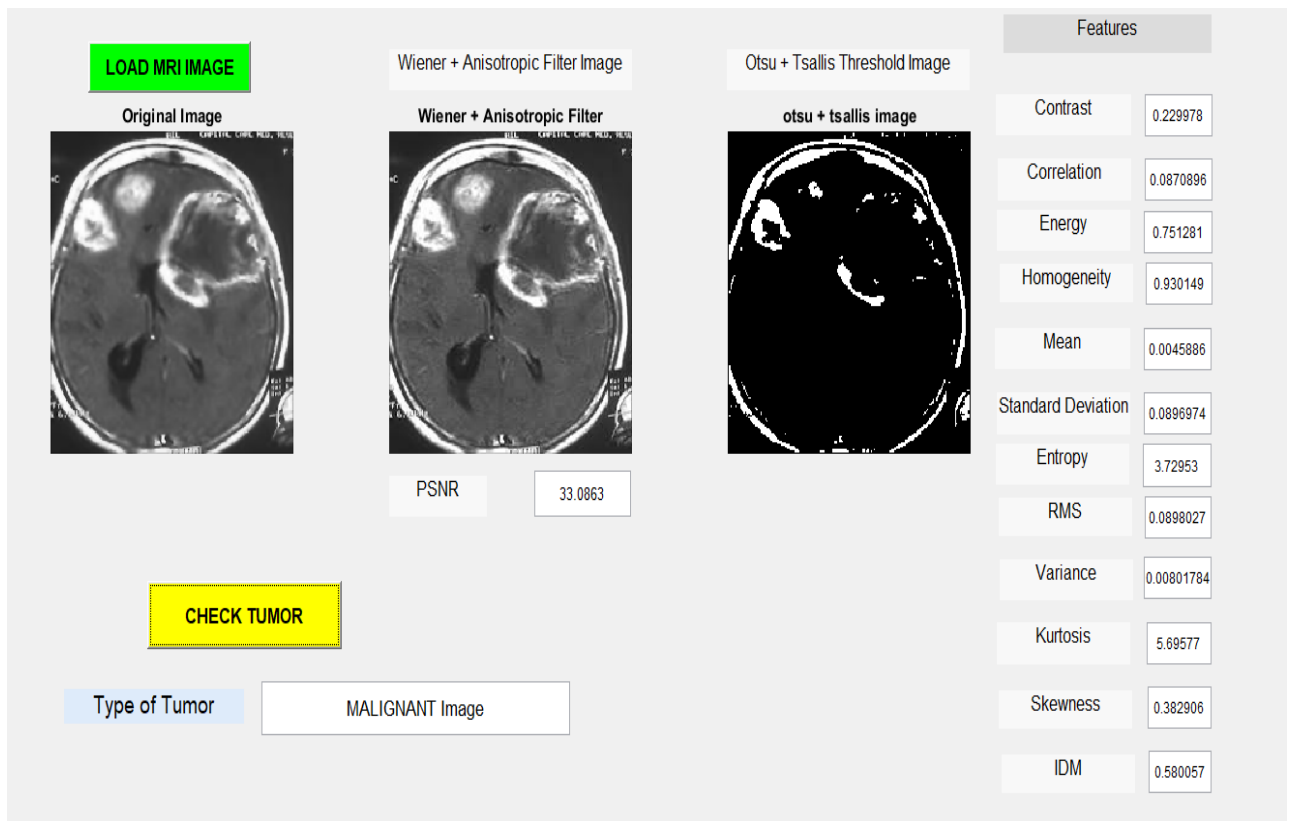 LOAD MRI IMAGE
Original Image
Wiener + Anisotropic Filter Image
Wiener + Anisotropic Filter
PSNR
33.0863
Otsu + Tsallis Threshold Image
otsu + tsallis image
CHECK TUMOR
Type of Tumor
MALIGNANT Image
Features
Contrast
0.229978
Correlation
0.0870896
Energy
0.751281
Homogeneity
0.930149
Mean
0.0045886
Standard Deviation
0.0896974
Entropy
3.72953
RMS
0.0898027
Variance
0.00801784
Kurtosis
5.69577
Skewness
0.382906
IDM
0.580057